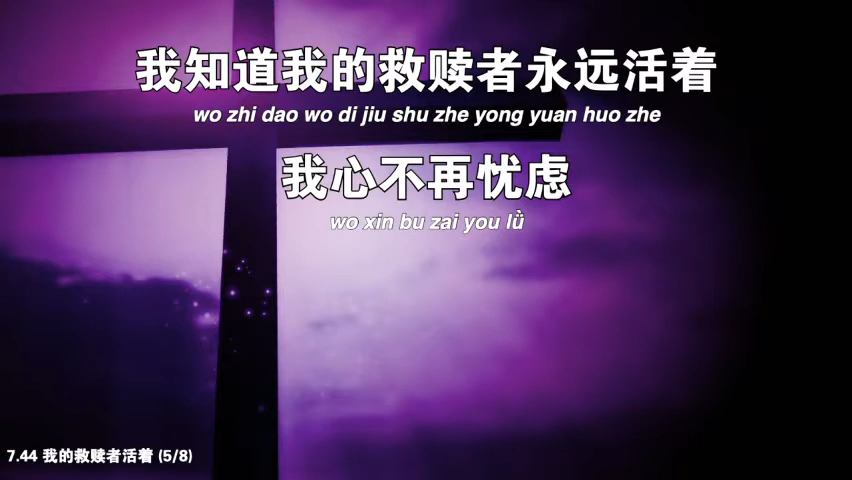 我知道我的救赎者永远活着
wo zhi dao wo di jiu shu zhe yong yuan huo zhe
我心不再忧虑
wo xin bu zai you lǜ
7.44 我的救赎者活着 (5/8)